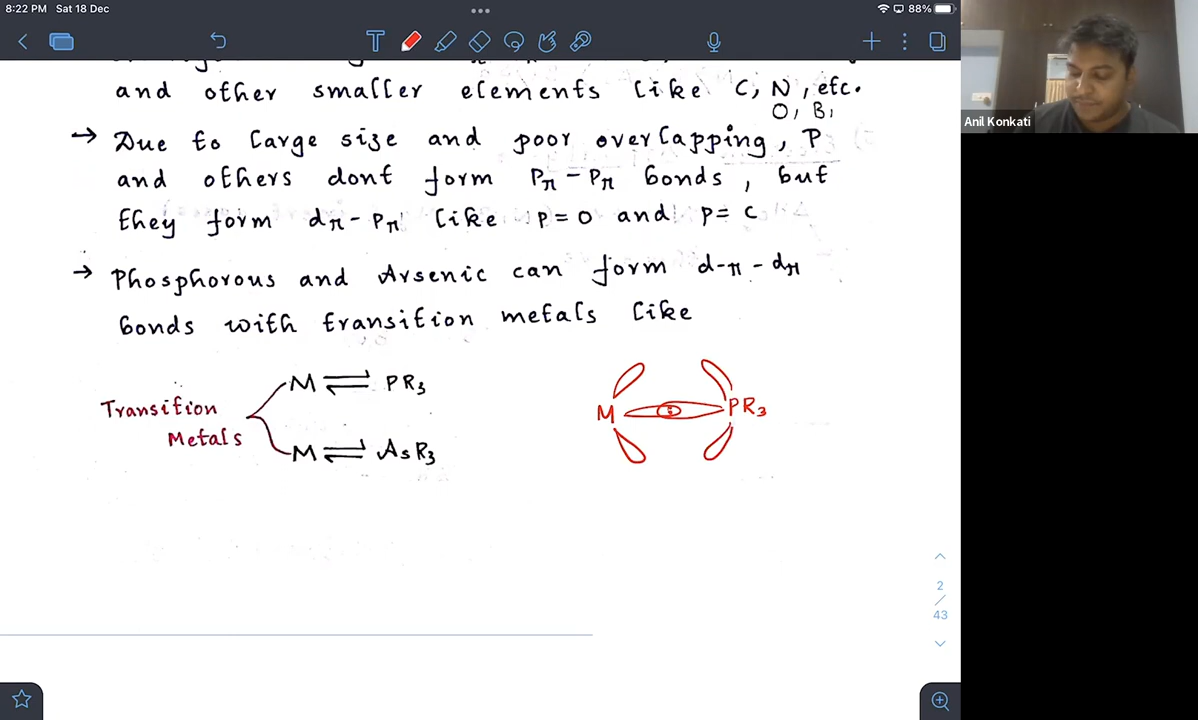 8:22 PM Sat 18 Dec
88%
and other smaller elements like C, N, etc.
O, B,
→ Due to large size and poor overlapping, P
and others dont form Pπ - Pπ bonds, but
they form dπ - Pπ like P=O and P=C
→ Phosphorous and Arsenic can form d-π - dπ
bonds with transition metals like
M ⇌ PR3
Transition
Metals
M ⇌ AsR3
M : PR3
Anil Konkati
2
/
43